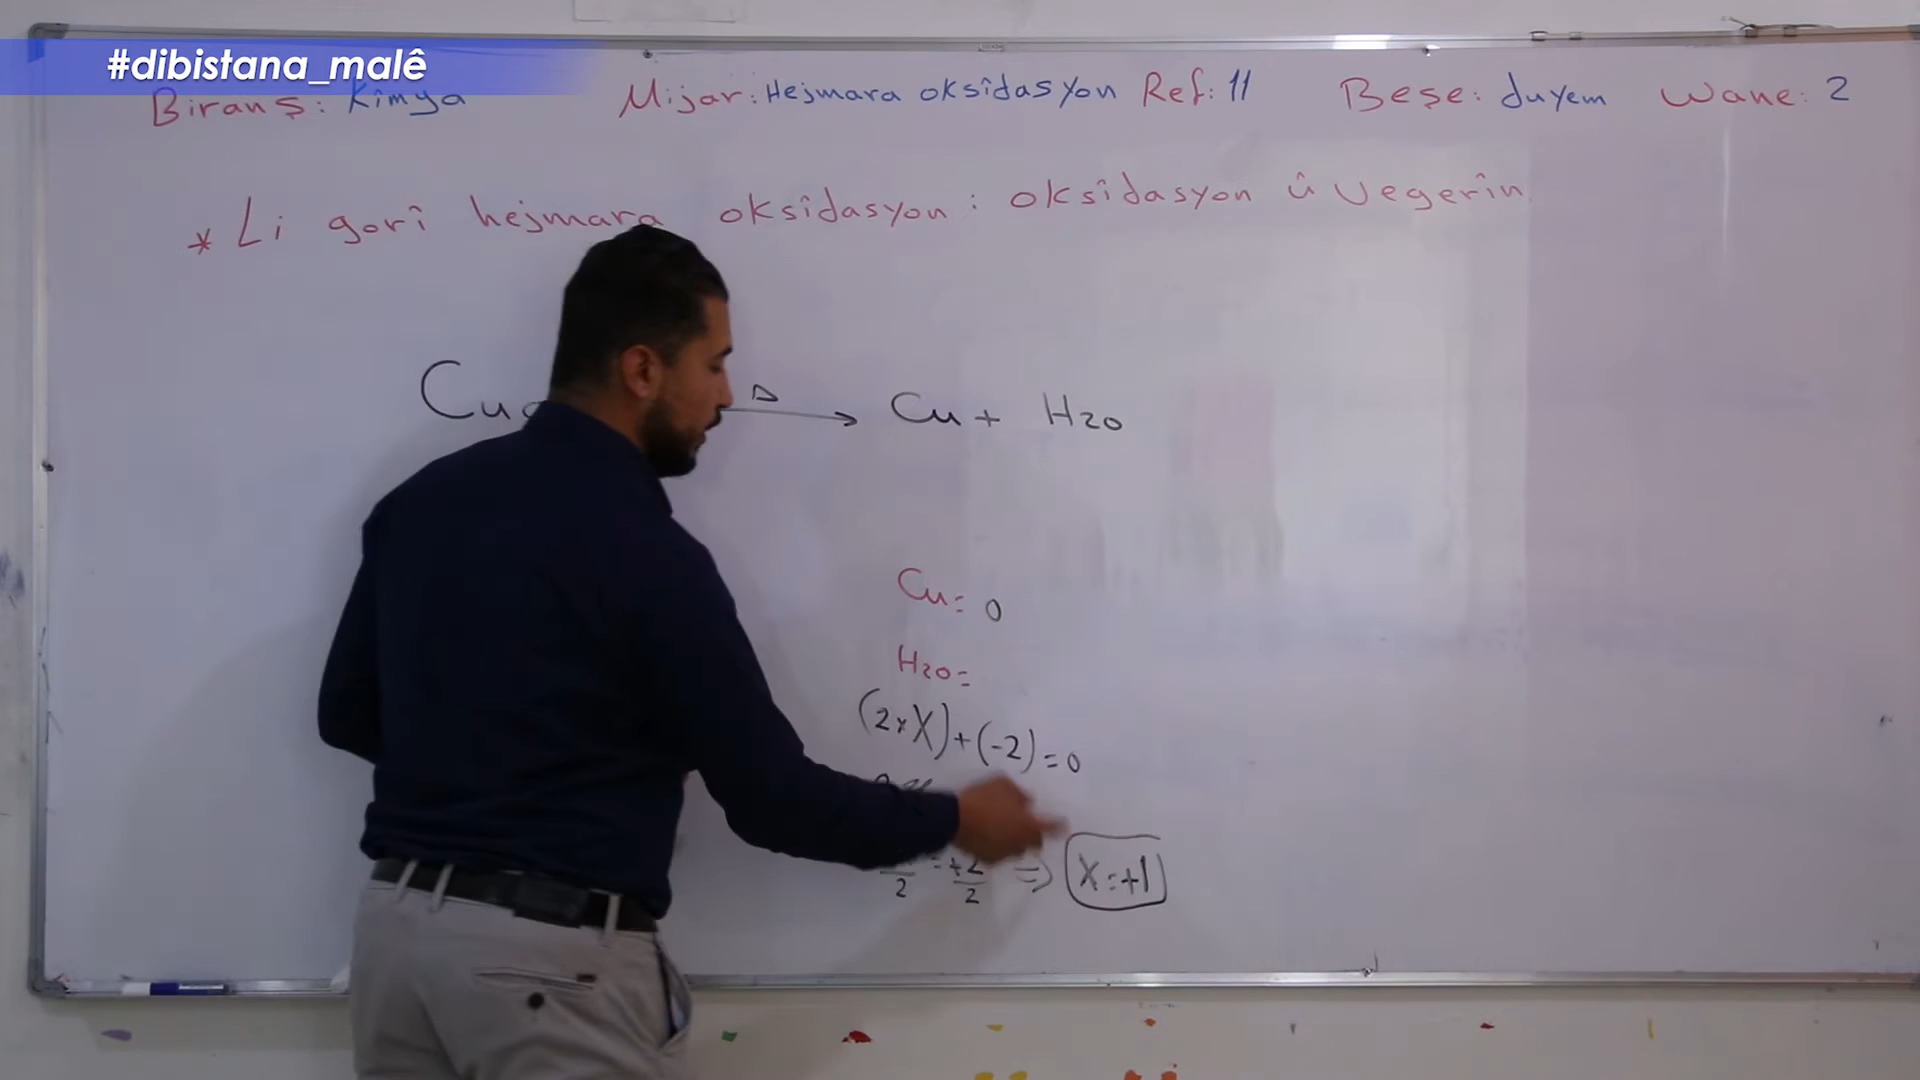 #dibistana_malê
Biranş: Kîmya Mijar: Hejmara oksîdasyon Ref: 11 Beşe: duyem Wane: 2
* Li gorî hejmara oksîdasyon: oksîdasyon û vegerîn
Cu Δ → Cu + H2O
Cu = 0
H2O =
(2×X)+(-2)=0
2 = +2/2 ⇒ X=+1